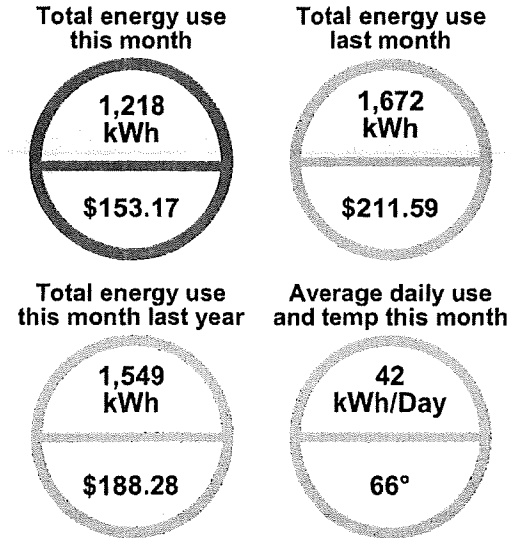 Total energy use
this month
1,218
kWh
$153.17
Total energy use
last month
1,672
kWh
$211.59
Total energy use
this month last year
1,549
kWh
$188.28
Average daily use
and temp this month
42
kWh/Day
66°